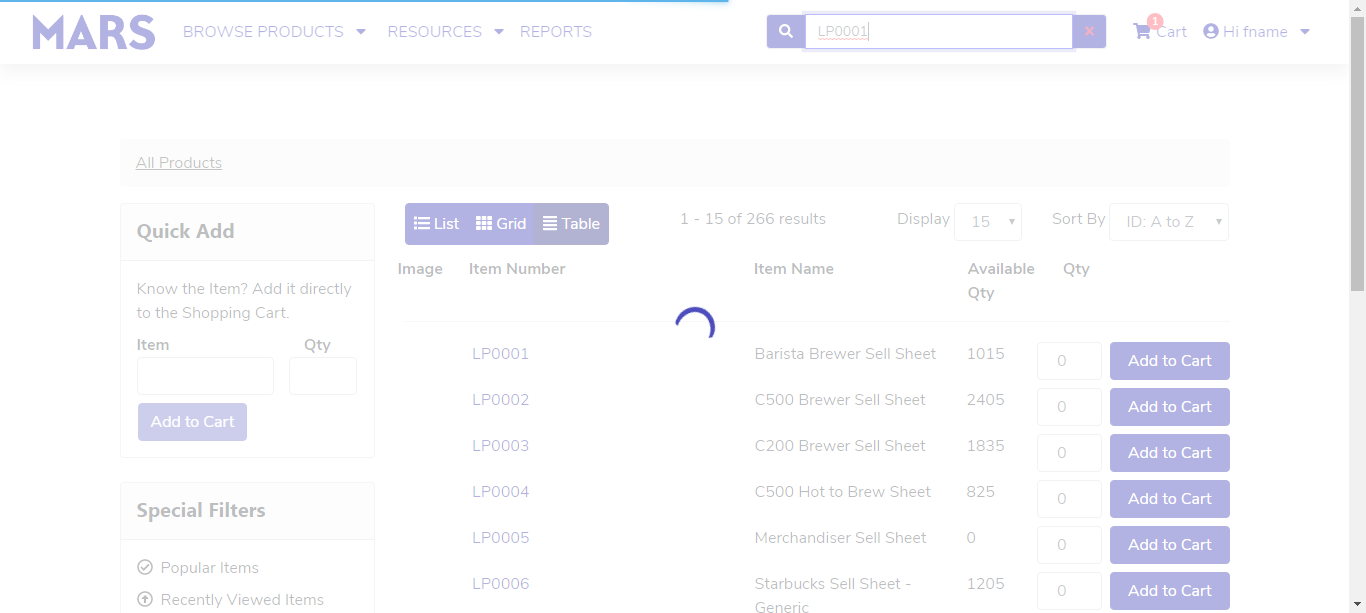 MARS BROWSE PRODUCTS RESOURCES REPORTS LP0001 1 Cart Hi fname
All Products
Quick Add
Know the Item? Add it directly
to the Shopping Cart.
Item Qty
Add to Cart
Special Filters
Popular Items
Recently Viewed Items
List Grid Table 1 - 15 of 266 results Display 15 Sort By ID: A to Z
Image Item Number Item Name Available Qty
Qty
LP0001 Barista Brewer Sell Sheet 1015 0 Add to Cart
LP0002 C500 Brewer Sell Sheet 2405 0 Add to Cart
LP0003 C200 Brewer Sell Sheet 1835 0 Add to Cart
LP0004 C500 Hot to Brew Sheet 825 0 Add to Cart
LP0005 Merchandiser Sell Sheet 0 0 Add to Cart
LP0006 Starbucks Sell Sheet - 1205 0 Add to Cart
Generic